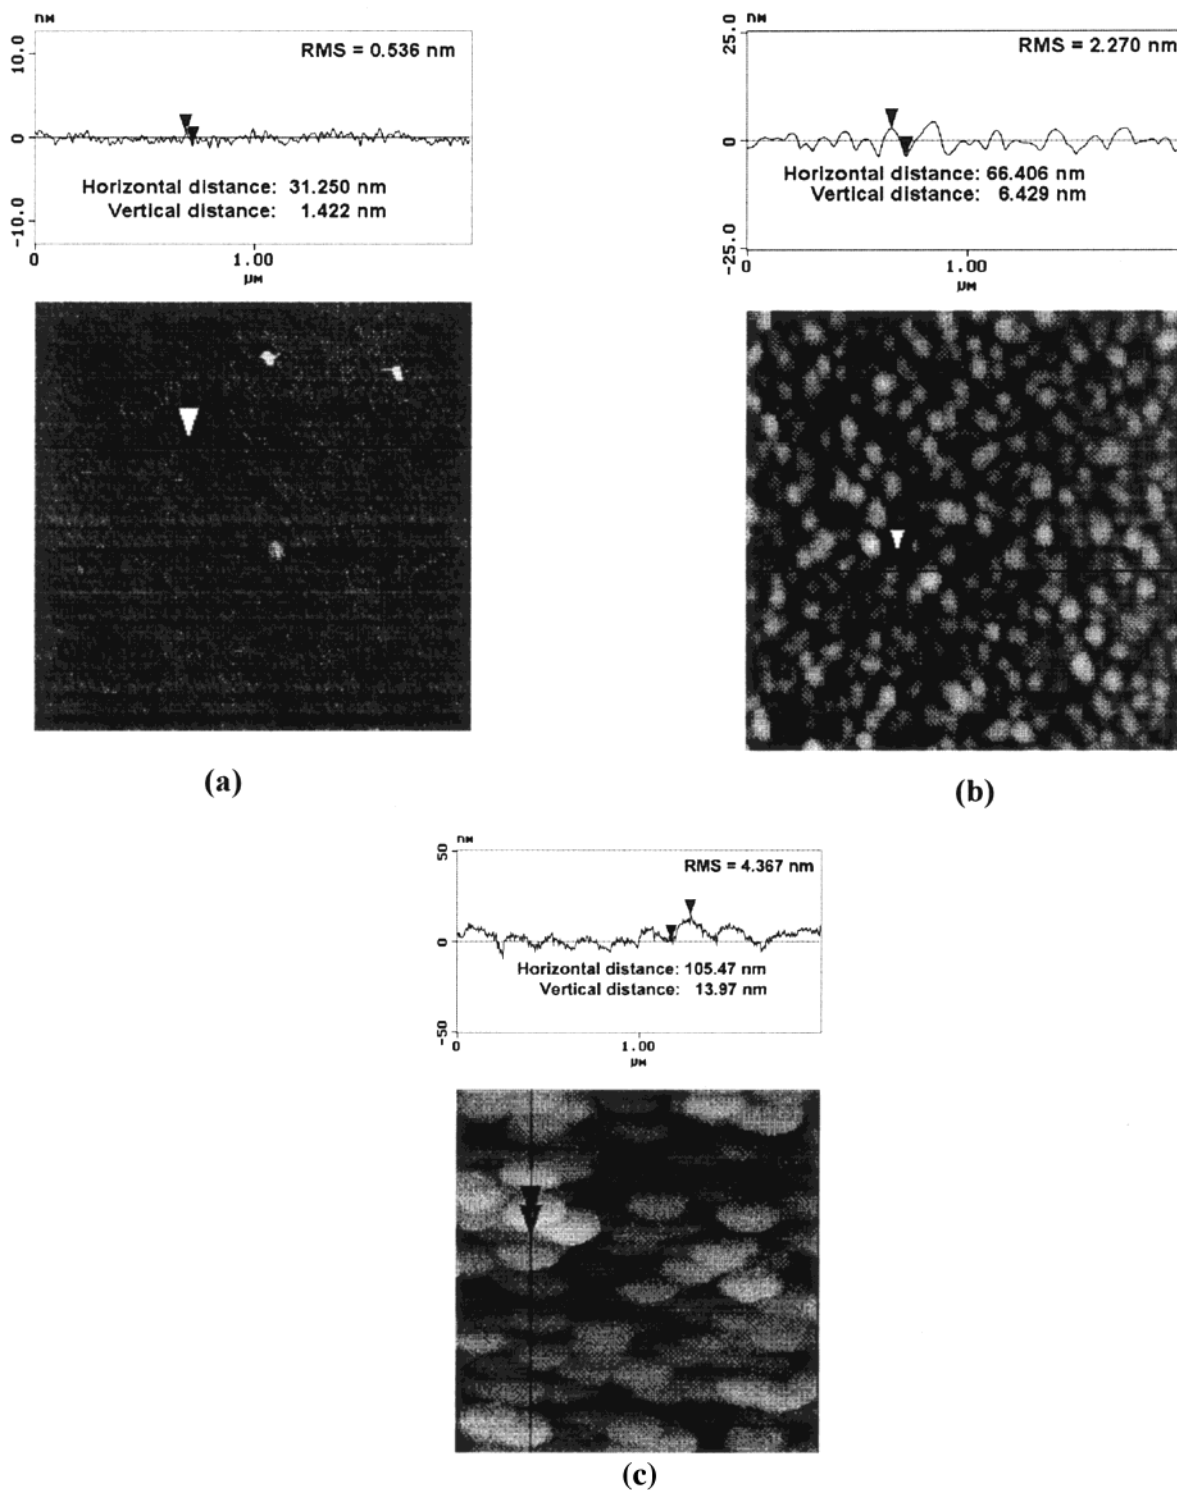 nm
10.0
RMS = 0.536 nm
0
Horizontal distance: 31.250 nm
Vertical distance: 1.422 nm
-10.0
0
1.00
μm
(a)
nm
25.0
RMS = 2.270 nm
0
Horizontal distance: 66.406 nm
Vertical distance: 6.429 nm
-25.0
0
1.00
μm
(b)
nm
50
RMS = 4.367 nm
0
Horizontal distance: 105.47 nm
Vertical distance: 13.97 nm
-50
0
1.00
μm
(c)